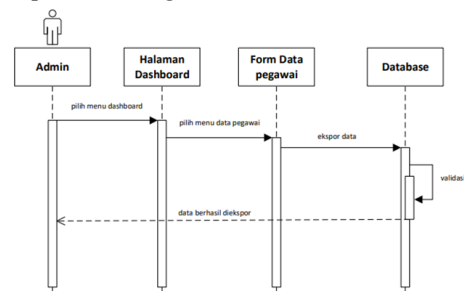 Admin
Halaman
Dashboard
Form Data
pegawai
Database
pilih menu dashboard
pilih menu data pegawai
ekspor data
validasi
data berhasil diekspor